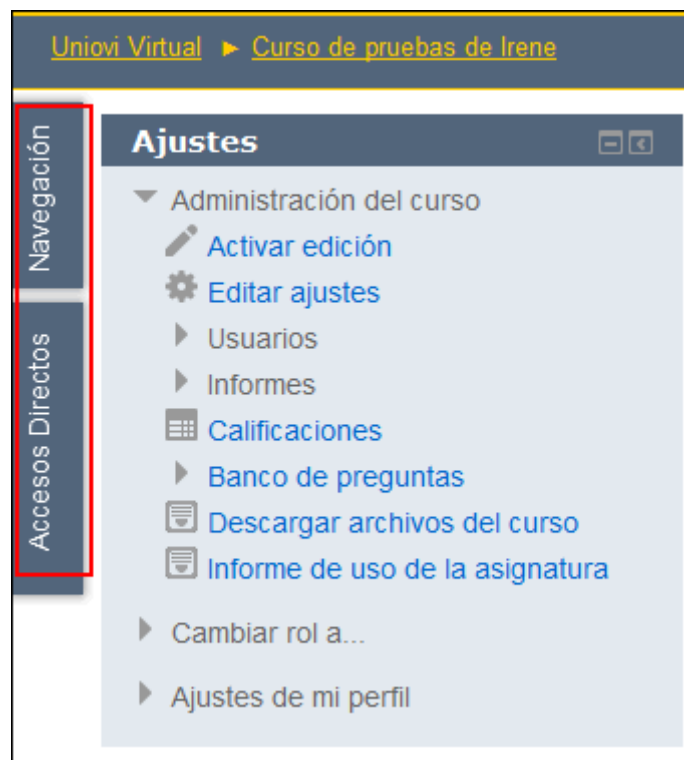 Uniovi Virtual ► Curso de pruebas de Irene
Navegación
Accesos Directos
Ajustes
Administración del curso
Activar edición
Editar ajustes
Usuarios
Informes
Calificaciones
Banco de preguntas
Descargar archivos del curso
Informe de uso de la asignatura
Cambiar rol a...
Ajustes de mi perfil